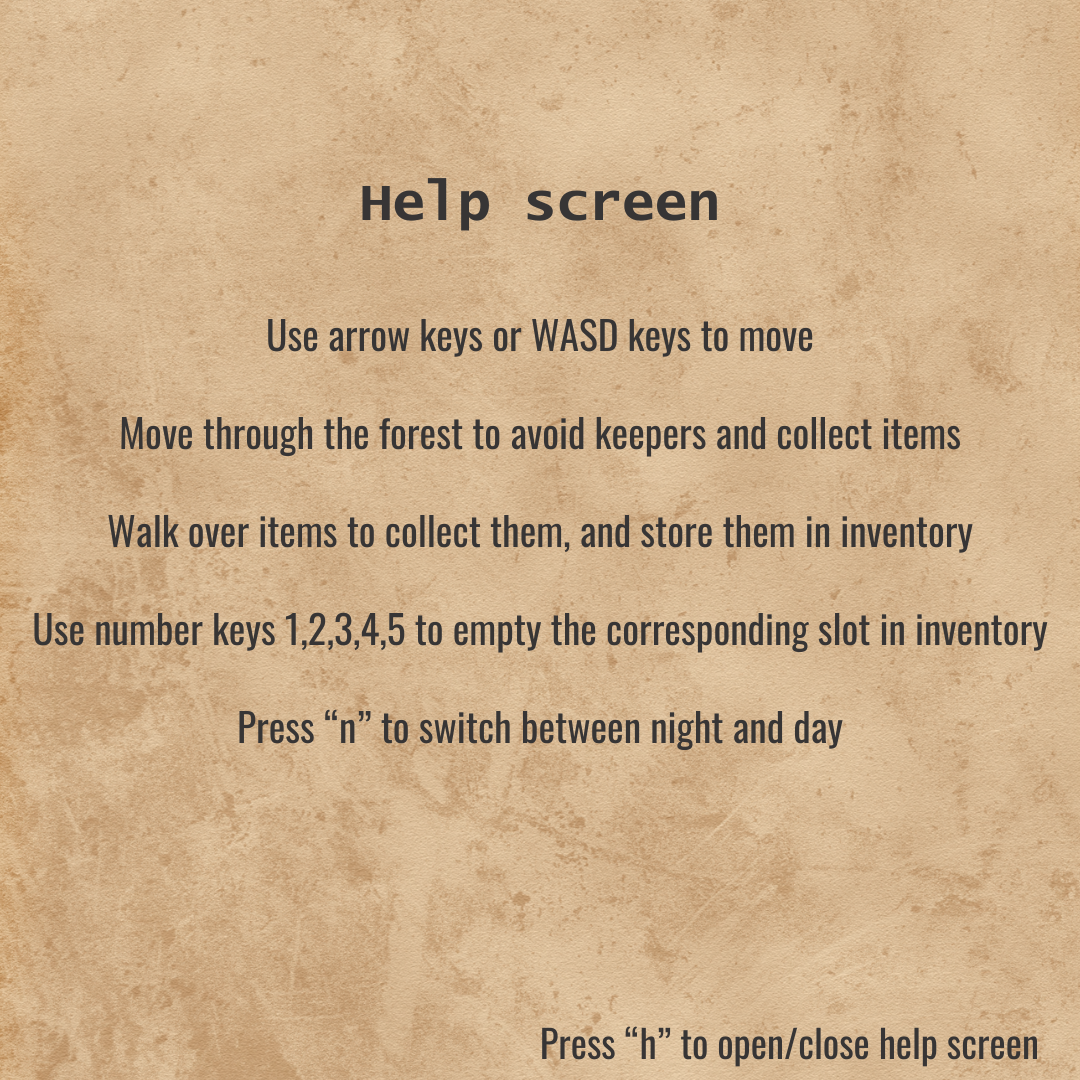 Help screen
Use arrow keys or WASD keys to move
Move through the forest to avoid keepers and collect items
Walk over items to collect them, and store them in inventory
Use number keys 1,2,3,4,5 to empty the corresponding slot in inventory
Press “n” to switch between night and day
Press “h” to open/close help screen